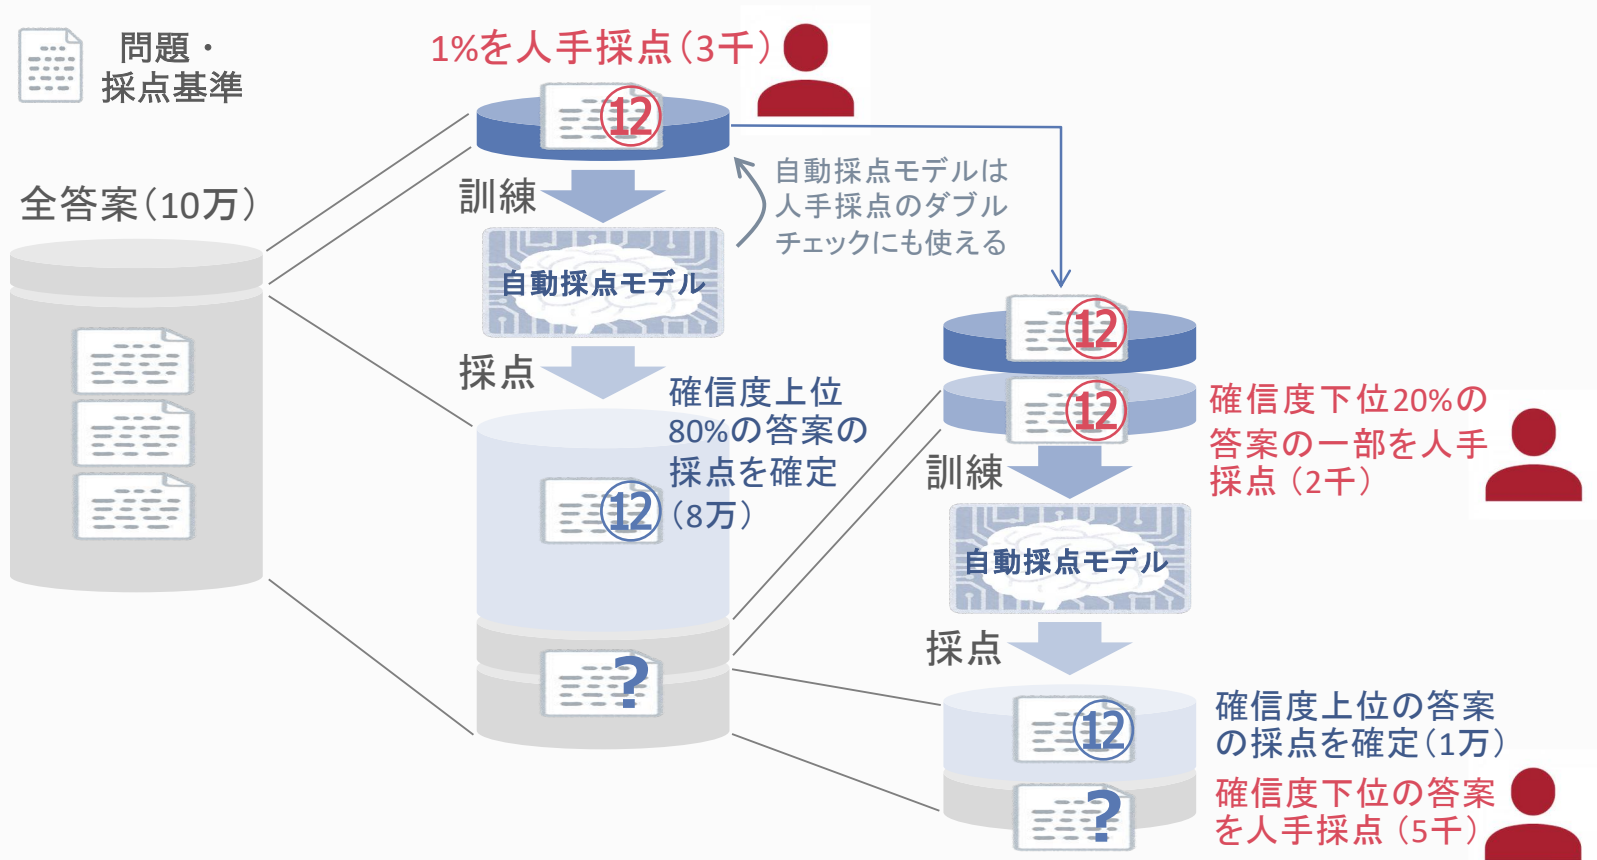 問題・
採点基準
全答案（10万）
1%を人手採点（3千）
⑫
訓練
自動採点モデルは
人手採点のダブル
チェックにも使える
自動採点モデル
採点
確信度上位
80%の答案の
採点を確定
（8万）
⑫
?
⑫
⑫
確信度下位20%の
答案の一部を人手
採点（2千）
訓練
自動採点モデル
採点
⑫
確信度上位の答案
の採点を確定（1万）
?
確信度下位の答案
を人手採点（5千）